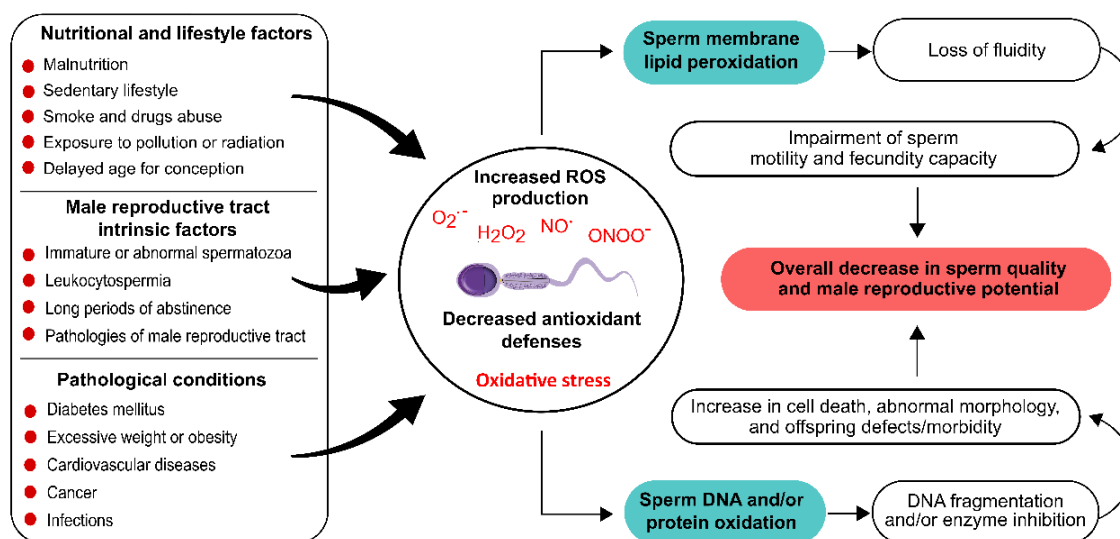 Nutritional and lifestyle factors
Malnutrition
Sedentary lifestyle
Smoke and drugs abuse
Exposure to pollution or radiation
Delayed age for conception
Male reproductive tract
intrinsic factors
Immature or abnormal spermatozoa
Leukocytospermia
Long periods of abstinence
Pathologies of male reproductive tract
Pathological conditions
Diabetes mellitus
Excessive weight or obesity
Cardiovascular diseases
Cancer
Infections
Increased ROS
production
O₂·⁻ H₂O₂ NO· ONOO⁻
Decreased antioxidant
defenses
Oxidative stress
Sperm membrane
lipid peroxidation
Loss of fluidity
Impairment of sperm
motility and fecundity capacity
Overall decrease in sperm quality
and male reproductive potential
Increase in cell death, abnormal morphology,
and offspring defects/morbidity
Sperm DNA and/or
protein oxidation
DNA fragmentation
and/or enzyme inhibition